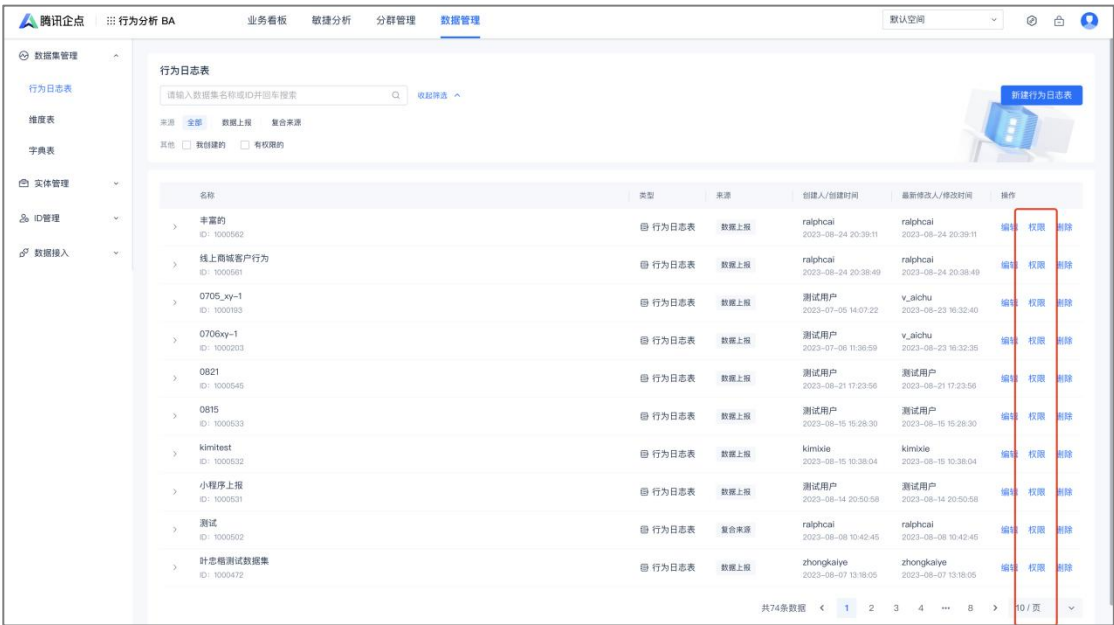 腾讯企点 行为分析 BA 业务看板 敏捷分析 分群管理 数据管理 默认空间
数据集管理
行为日志表
维度表
字典表
实体管理
ID管理
数据接入
行为日志表
请输入数据集名称或ID并回车搜索 收起筛选
新建行为日志表
来源 全部 数据上报 复合来源
其他 我创建的 有权限的
名称 类型 来源 创建人/创建时间 最新修改人/修改时间 操作
丰富的 行为日志表 数据上报 ralphcai ralphcai 编辑 权限 删除
ID: 1000562 2023-08-24 20:39:11 2023-08-24 20:39:11
线上商城客户行为 行为日志表 数据上报 ralphcai ralphcai 编辑 权限 删除
ID: 1000561 2023-08-24 20:38:49 2023-08-24 20:38:49
0705_xy-1 行为日志表 数据上报 测试用户 v_aichu 编辑 权限 删除
ID: 1000193 2023-07-05 14:07:22 2023-08-23 16:32:40
0706xy-1 行为日志表 数据上报 测试用户 v_aichu 编辑 权限 删除
ID: 1000203 2023-07-06 11:36:59 2023-08-23 16:32:35
0821 行为日志表 数据上报 测试用户 测试用户 编辑 权限 删除
ID: 1000545 2023-08-21 17:23:56 2023-08-21 17:23:56
0815 行为日志表 数据上报 测试用户 测试用户 编辑 权限 删除
ID: 1000533 2023-08-15 15:28:30 2023-08-15 15:28:30
kimitest 行为日志表 数据上报 kimixie kimixie 编辑 权限 删除
ID: 1000532 2023-08-15 10:38:04 2023-08-15 10:38:04
小程序上报 行为日志表 数据上报 测试用户 测试用户 编辑 权限 删除
ID: 1000531 2023-08-14 20:50:58 2023-08-14 20:50:58
测试 行为日志表 复合来源 ralphcai ralphcai 编辑 权限 删除
ID: 1000502 2023-08-08 10:42:45 2023-08-08 10:42:45
叶忠楷测试数据集 行为日志表 数据上报 zhongkaiye zhongkaiye 编辑 权限 删除
ID: 1000472 2023-08-07 13:18:05 2023-08-07 13:18:05
共74条数据 1 2 3 4 ··· 8 10 / 页